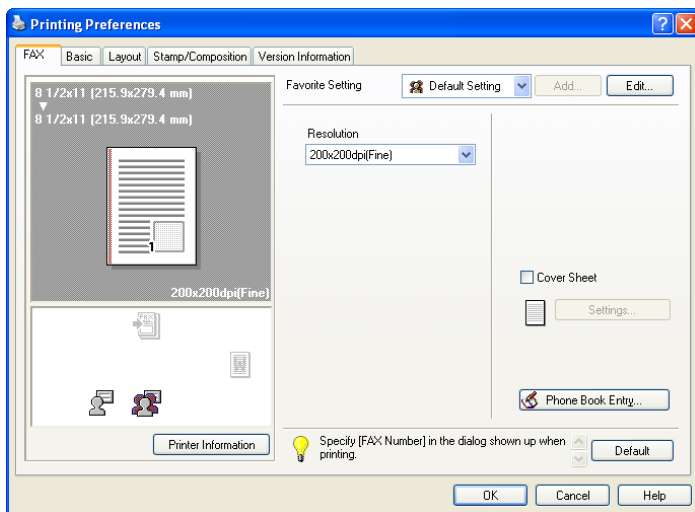 Printing Preferences
FAX Basic Layout Stamp/Composition Version Information
8 1/2x11 (215.9x279.4 mm)
8 1/2x11 (215.9x279.4 mm)
1
200x200dpi(Fine)
FAX
Printer Information
Favorite Setting Default Setting Add... Edit...
Resolution
200x200dpi(Fine)
Cover Sheet
Settings...
Phone Book Entry...
Specify [FAX Number] in the dialog shown up when
printing.
Default
OK Cancel Help